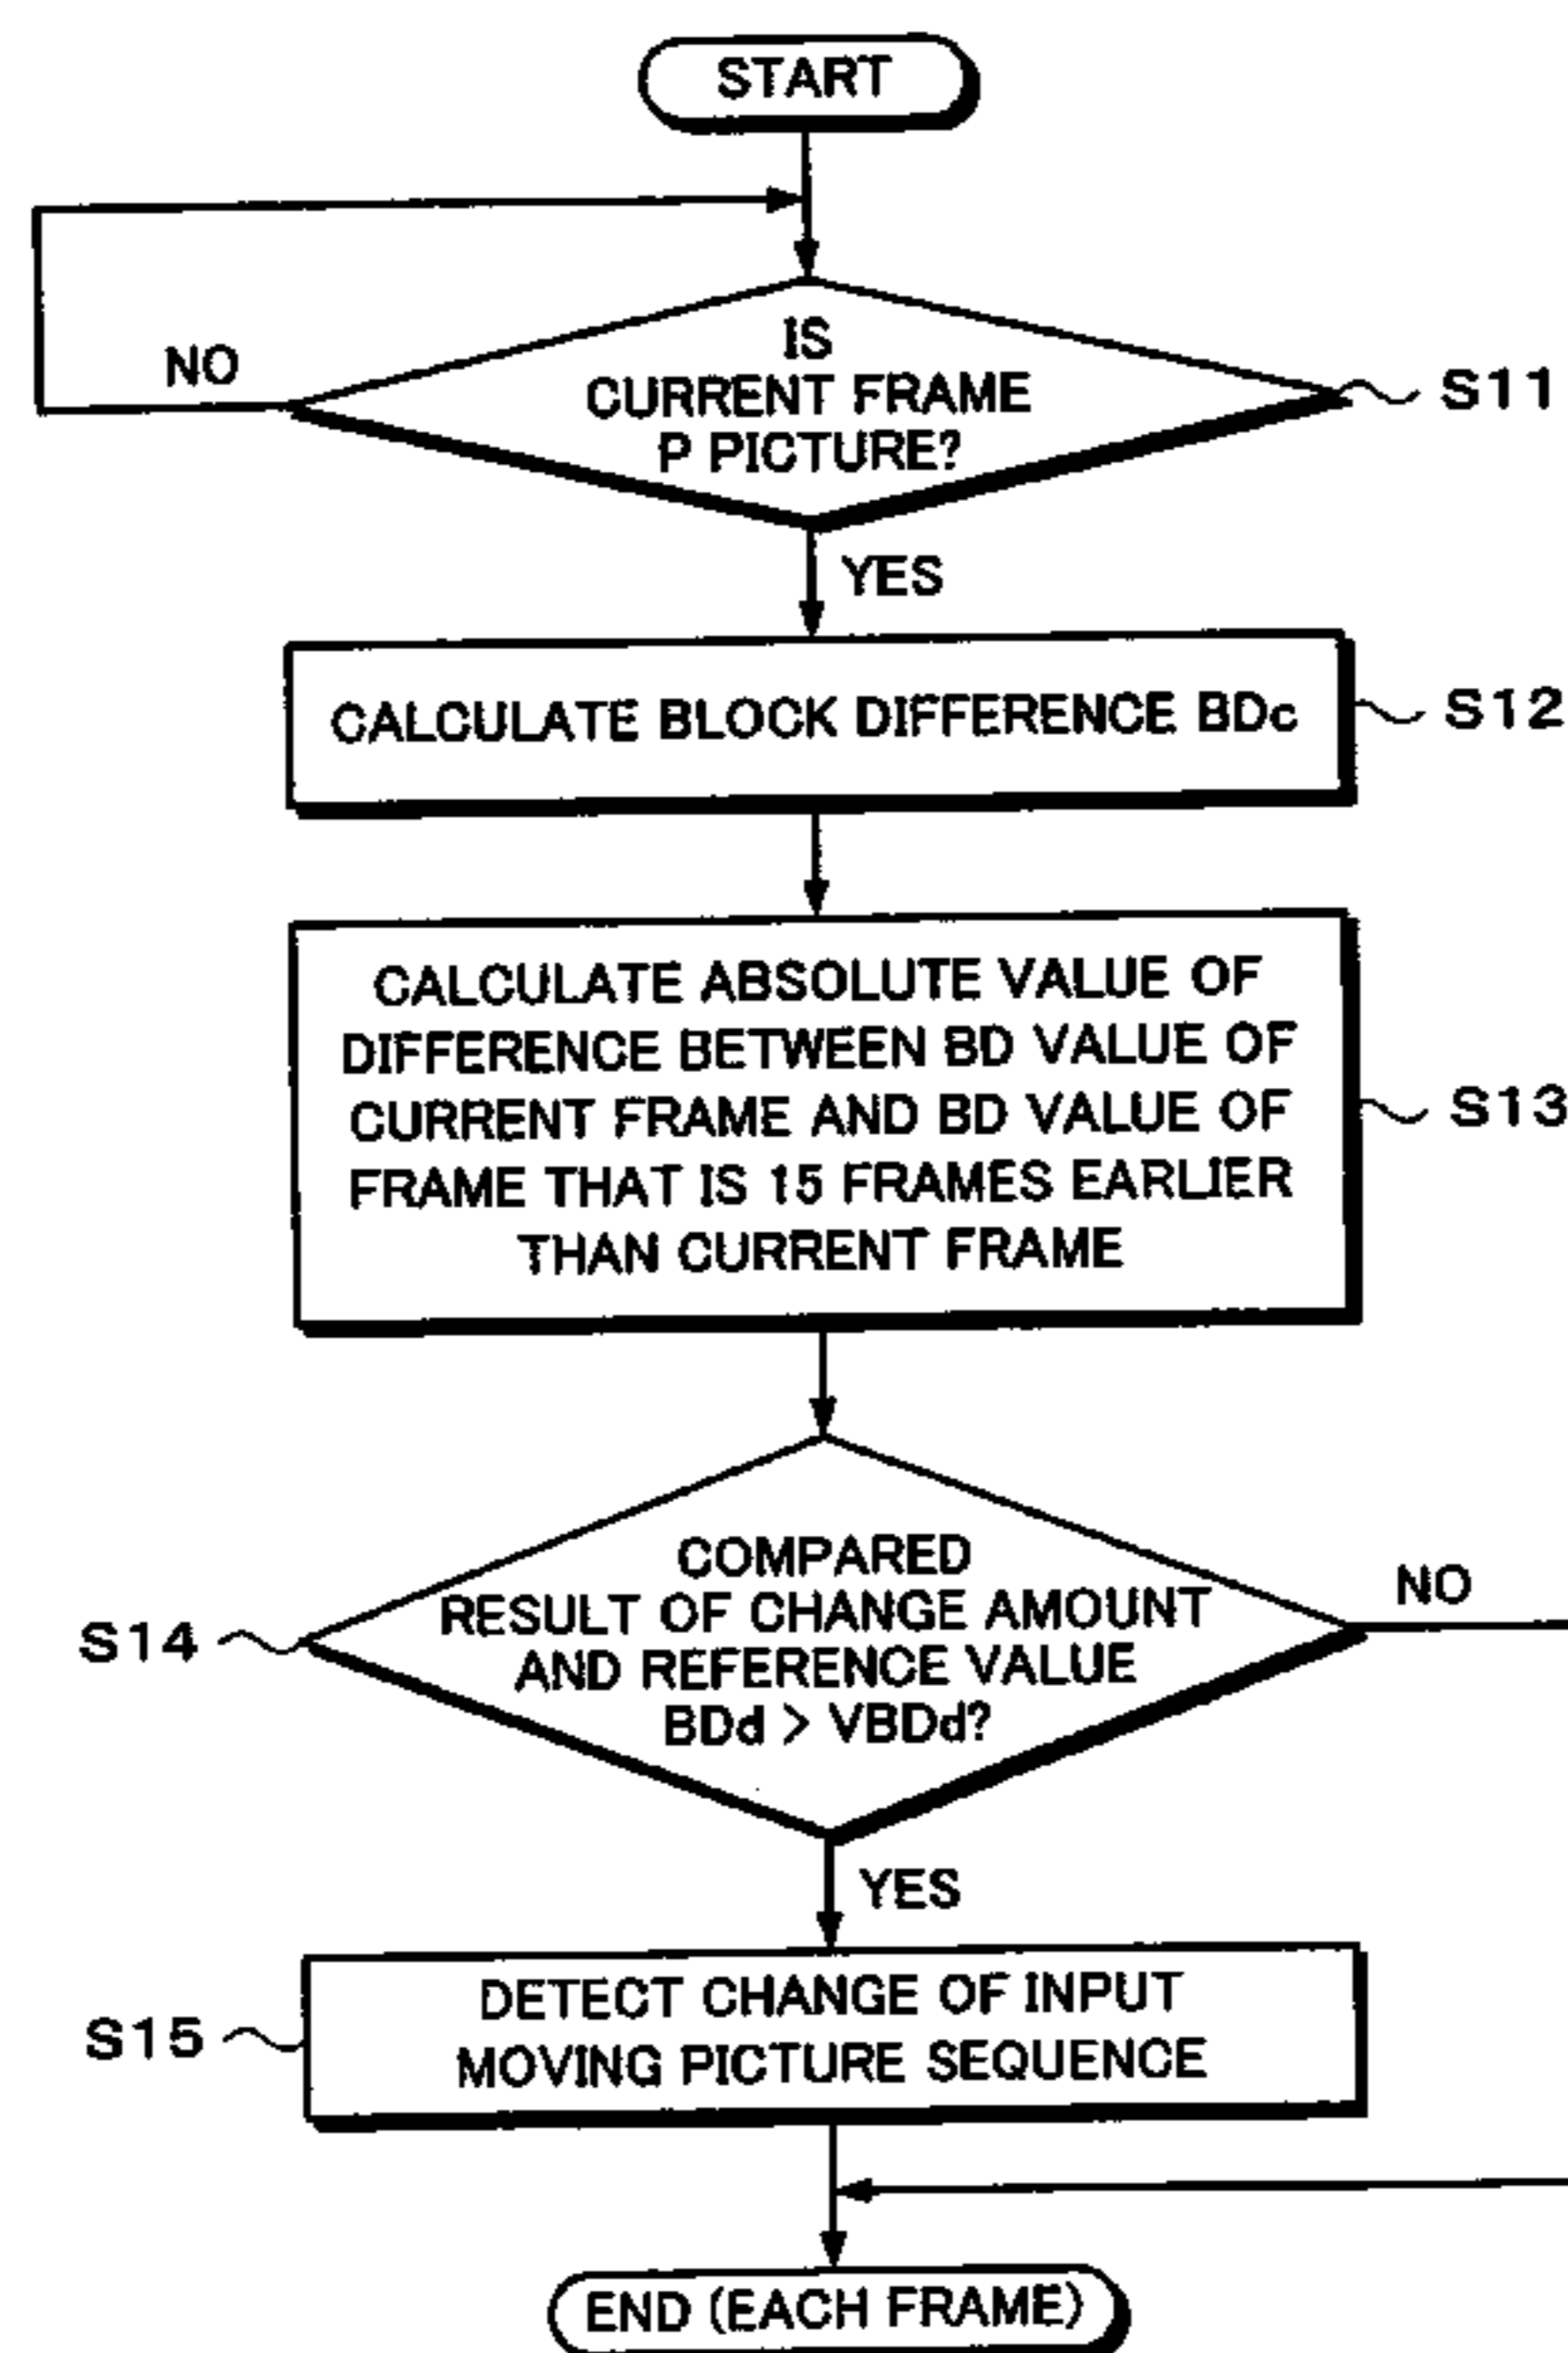 START
IS
CURRENT FRAME
P PICTURE?
NO
S11
YES
CALCULATE BLOCK DIFFERENCE BDc
S12
CALCULATE ABSOLUTE VALUE OF
DIFFERENCE BETWEEN BD VALUE OF
CURRENT FRAME AND BD VALUE OF
FRAME THAT IS 15 FRAMES EARLIER
THAN CURRENT FRAME
S13
COMPARED
RESULT OF CHANGE AMOUNT
AND REFERENCE VALUE
BDd > VBDd?
NO
S14
YES
DETECT CHANGE OF INPUT
MOVING PICTURE SEQUENCE
S15
END (EACH FRAME)